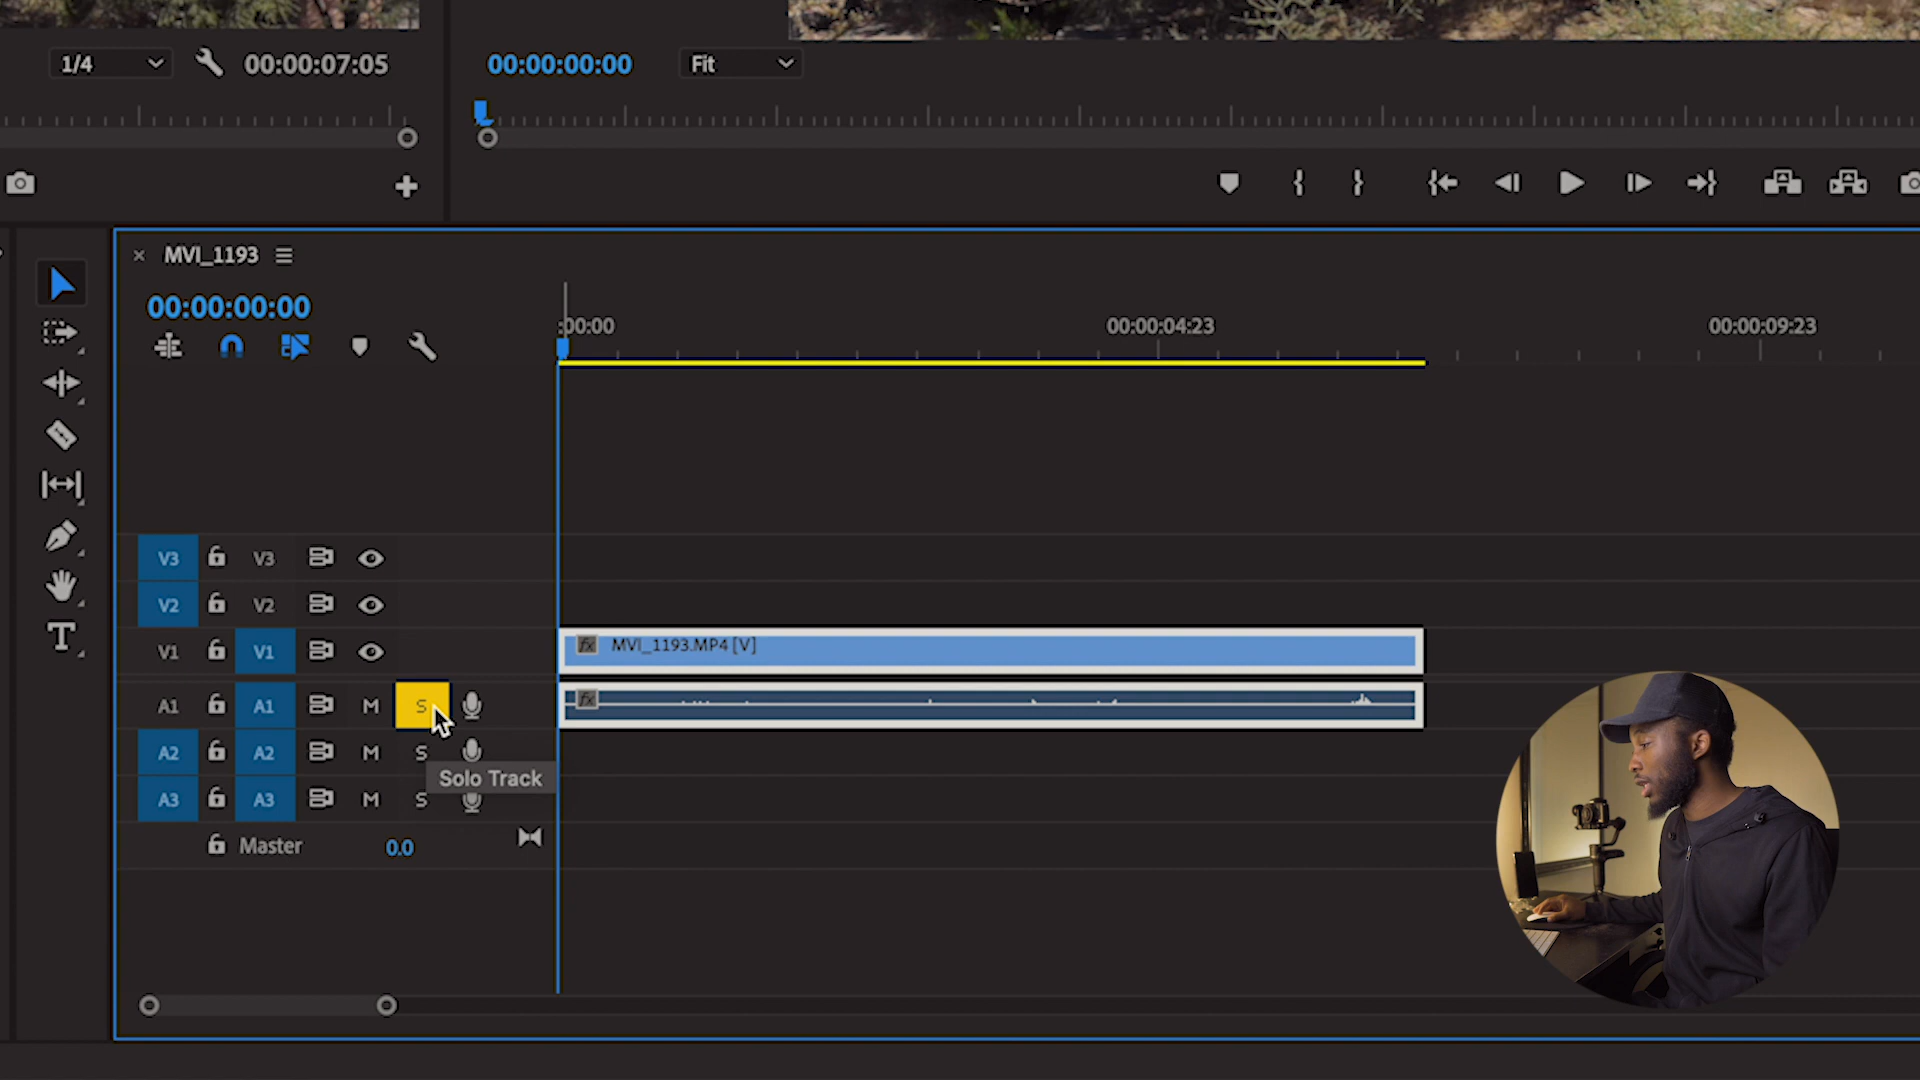 1/4 00:00:07:05 00:00:00:00 Fit
MVI_1193
00:00:00:00
:00:00 00:00:04:23 00:00:09:23
V3 V3
V2 V2
V1 V1 fx MVI_1193.MP4 [V]
A1 A1 M S fx
A2 A2 M S
Solo Track
A3 A3 M S
Master 0.0
T